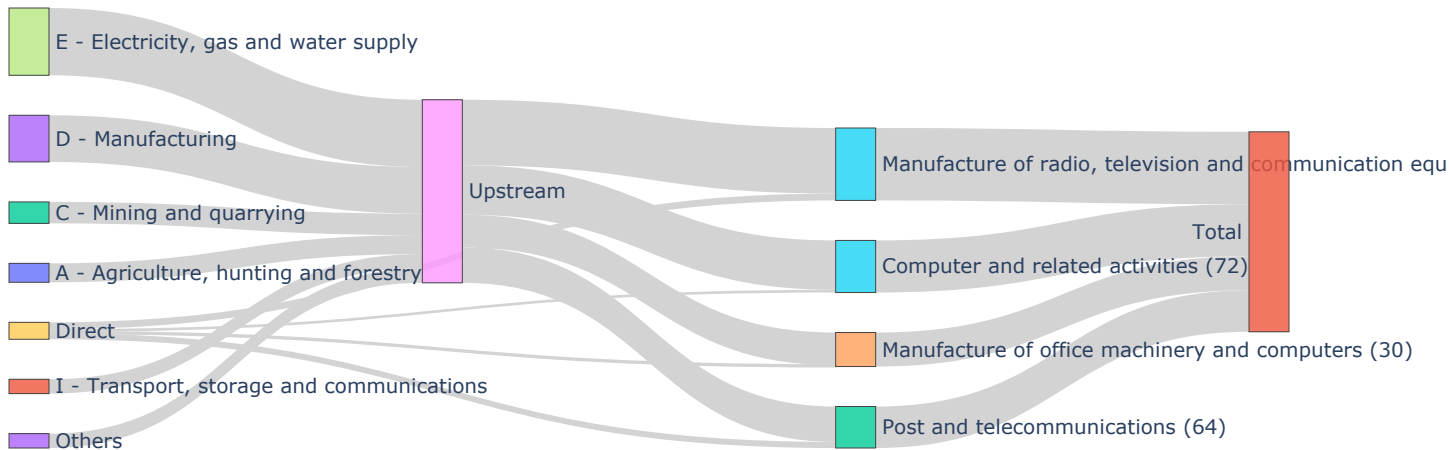 E - Electricity, gas and water supply
D - Manufacturing
C - Mining and quarrying
A - Agriculture, hunting and forestry
Direct
I - Transport, storage and communications
Others
Upstream
Manufacture of radio, television and communication equ
Computer and related activities (72)
Manufacture of office machinery and computers (30)
Post and telecommunications (64)
Total